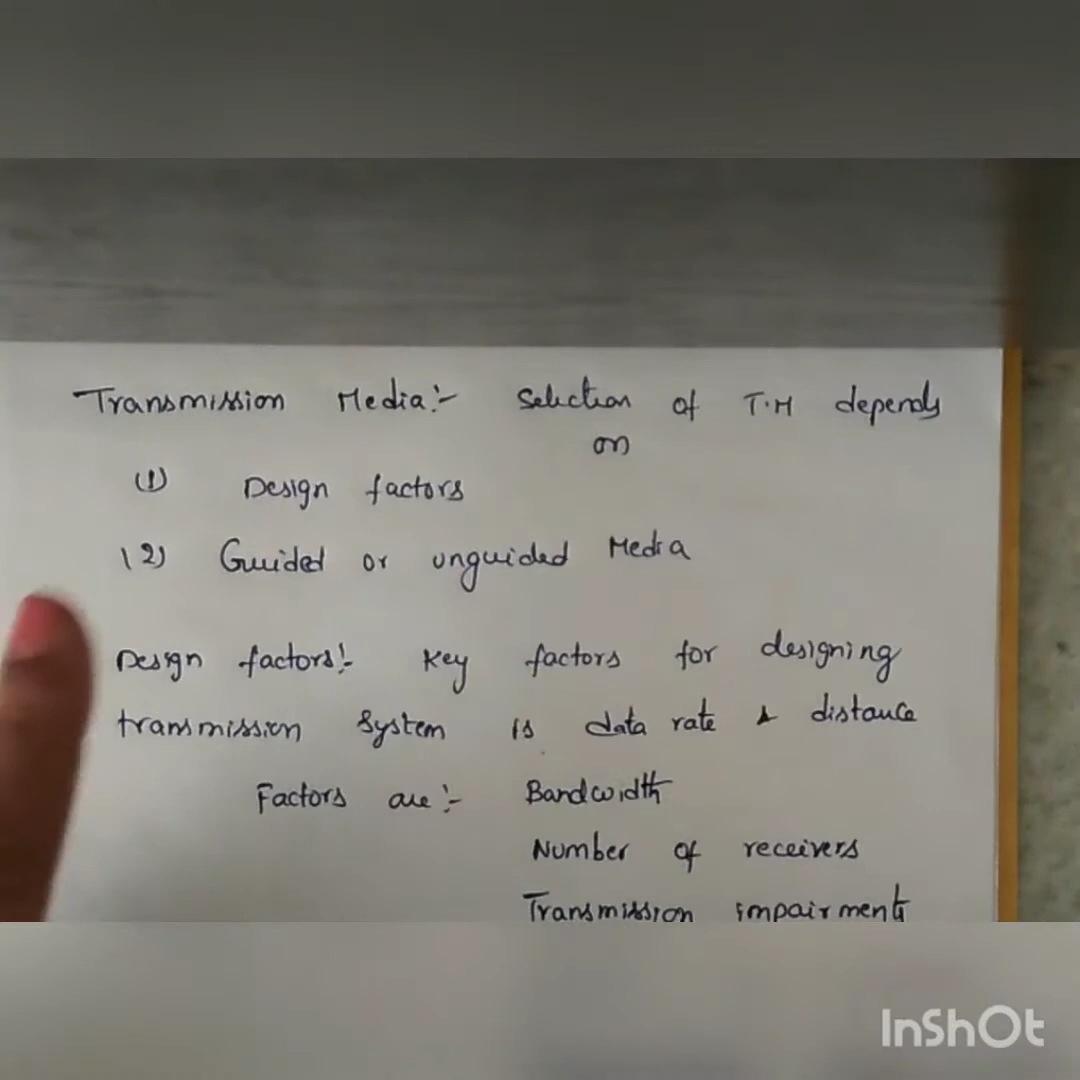 Transmission Media:- Selection of T.M depends
on
(1) Design factors
(2) Guided or unguided Media
Design factors:- Key factors for designing
transmission system is data rate & distance
Factors are:- Bandwidth
Number of receivers
Transmission impairments
InShOt